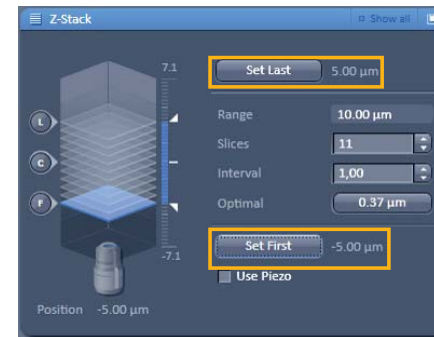 Z-Stack
Show all
7.1
Set Last 5.00 µm
L
Range 10.00 µm
Slices 11
C
Interval 1,00
F
Optimal 0.37 µm
Set First -5.00 µm
-7.1
Use Piezo
Position -5.00 µm